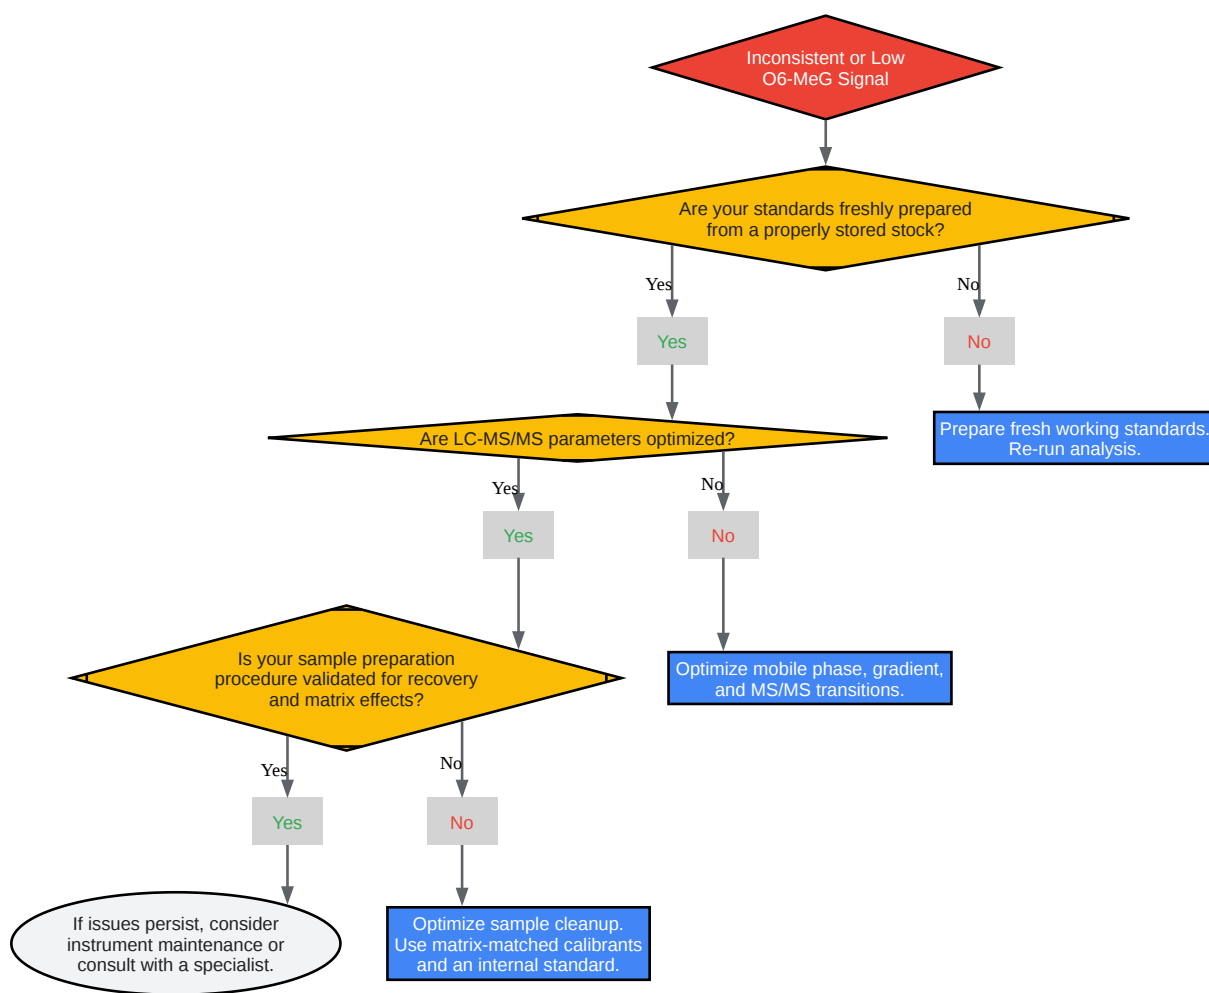 Inconsistent or Low
O6-MeG Signal
Are your standards freshly prepared
from a properly stored stock?
Yes
No
Yes
No
Prepare fresh working standards.
Re-run analysis.
Are LC-MS/MS parameters optimized?
Yes
No
Yes
No
Is your sample preparation
procedure validated for recovery
and matrix effects?
Optimize mobile phase, gradient,
and MS/MS transitions.
Yes
No
Yes
No
If issues persist, consider
instrument maintenance or
consult with a specialist.
Optimize sample cleanup.
Use matrix-matched calibrants
and an internal standard.